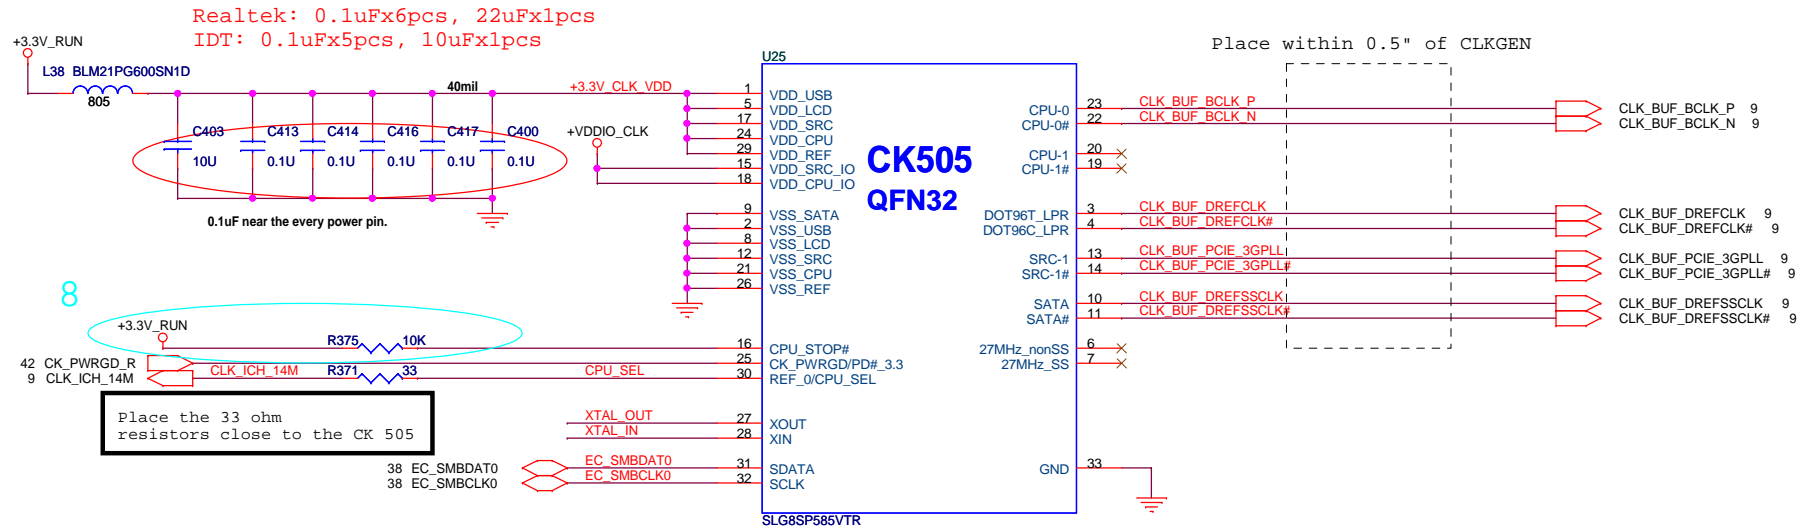 Realtek: 0.1uFx6pcs, 22uFx1pcs
IDT: 0.1uFx5pcs, 10uFx1pcs
+3.3V_RUN
L38 BLM21PG600SN1D
805
40mil
+3.3V_CLK_VDD
C403 C413 C414 C416 C417 C400
10U 0.1U 0.1U 0.1U 0.1U 0.1U
0.1uF near the every power pin.
+VDDIO_CLK
U25
CK505
QFN32
1 VDD_USB
5 VDD_LCD
17 VDD_SRC
24 VDD_CPU
29 VDD_REF
15 VDD_SRC_IO
18 VDD_CPU_IO
9 VSS_SATA
2 VSS_USB
8 VSS_LCD
12 VSS_SRC
21 VSS_CPU
26 VSS_REF
8
+3.3V_RUN
R375 10K 16 CPU_STOP#
42 CK_PWRGD_R 25 CK_PWRGD/PD#_3.3
9 CLK_ICH_14M CLK_ICH_14M R371 33 CPU_SEL 30 REF_0/CPU_SEL
Place the 33 ohm
resistors close to the CK 505
XTAL_OUT 27 XOUT
XTAL_IN 28 XIN
38 EC_SMBDAT0 EC_SMBDAT0 31 SDATA
38 EC_SMBCLK0 EC_SMBCLK0 32 SCLK
SLG8SP585VTR
Place within 0.5" of CLKGEN
CPU-0 23 CLK_BUF_BCLK_P CLK_BUF_BCLK_P 9
CPU-0# 22 CLK_BUF_BCLK_N CLK_BUF_BCLK_N 9
CPU-1 20
CPU-1# 19
DOT96T_LPR 3 CLK_BUF_DREFCLK CLK_BUF_DREFCLK 9
DOT96C_LPR 4 CLK_BUF_DREFCLK# CLK_BUF_DREFCLK# 9
SRC-1 13 CLK_BUF_PCIE_3GPLL CLK_BUF_PCIE_3GPLL 9
SRC-1# 14 CLK_BUF_PCIE_3GPLL# CLK_BUF_PCIE_3GPLL# 9
SATA 10 CLK_BUF_DREFSSCLK CLK_BUF_DREFSSCLK 9
SATA# 11 CLK_BUF_DREFSSCLK# CLK_BUF_DREFSSCLK# 9
27MHz_nonSS 6
27MHz_SS 7
GND 33